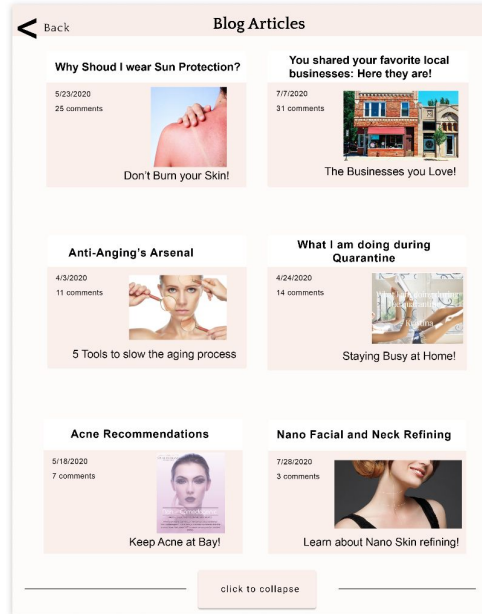 Back
Blog Articles
Why Shoud I wear Sun Protection?
5/23/2020
25 comments
Don't Burn your Skin!
You shared your favorite local
businesses: Here they are!
7/7/2020
31 comments
The Businesses you Love!
Anti-Anging's Arsenal
4/3/2020
11 comments
5 Tools to slow the aging process
What I am doing during
Quarantine
4/24/2020
14 comments
Staying Busy at Home!
Acne Recommendations
5/18/2020
7 comments
Keep Acne at Bay!
Nano Facial and Neck Refining
7/28/2020
3 comments
Learn about Nano Skin refining!
click to collapse